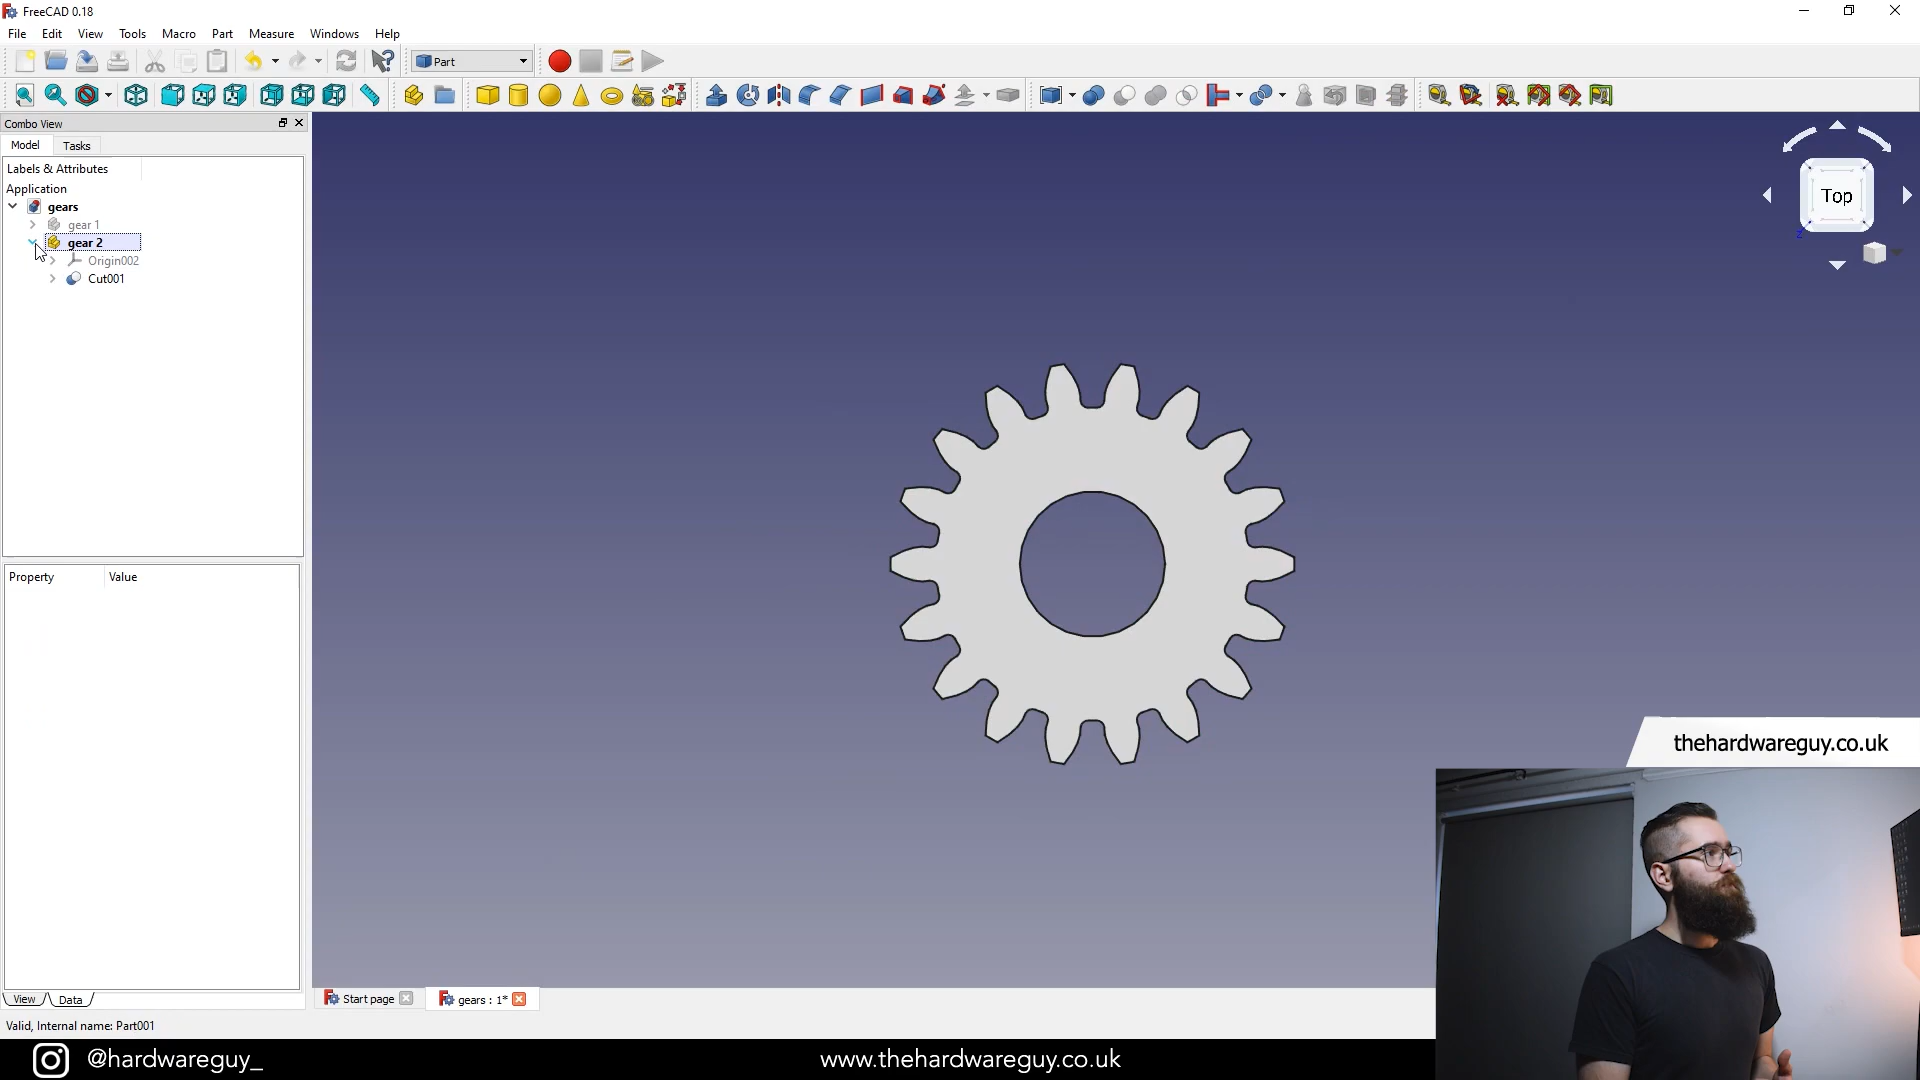 FreeCAD 0.18
File Edit View Tools Macro Part Measure Windows Help
Part
Combo View
Model Tasks
Labels & Attributes
Application
gears
gear 1
gear 2
Origin002
Cut001
Top
z
Property Value
thehardwareguy.co.uk
View Data
Start page gears : 1*
Valid, Internal name: Part001
@hardwareguy_ www.thehardwareguy.co.uk